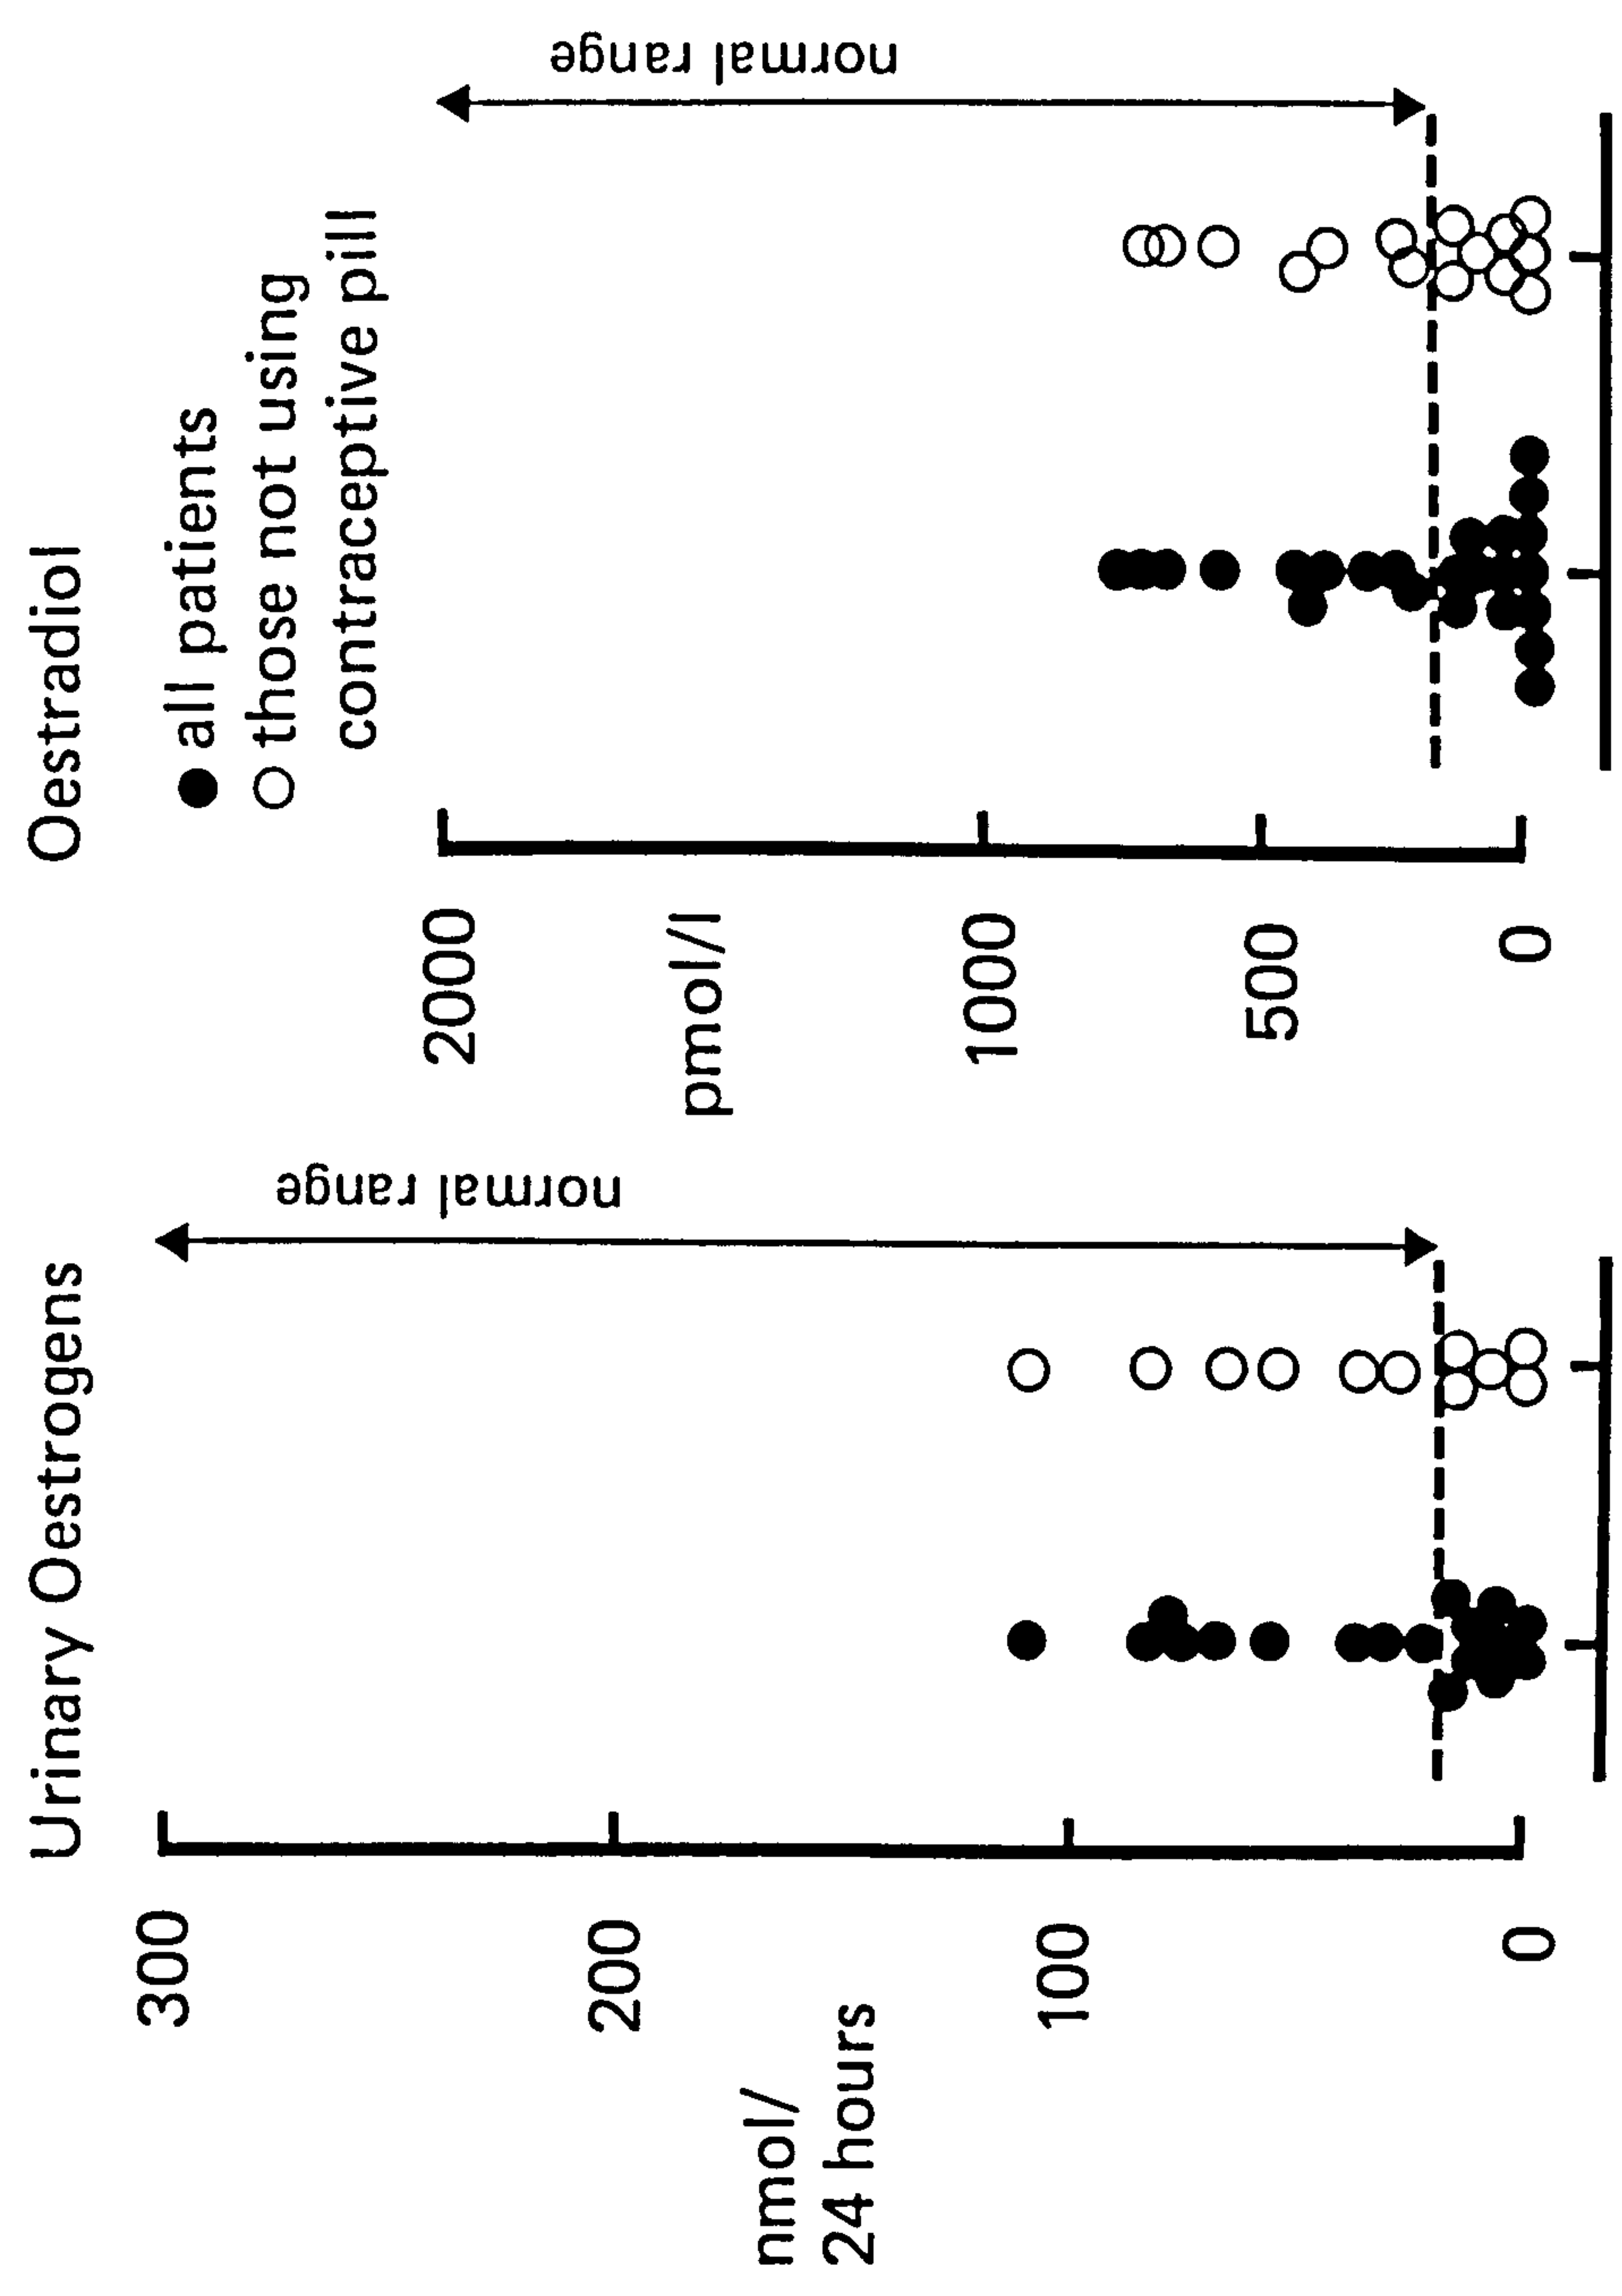 Urinary Oestrogens
300
200
100
0
nmol/
24 hours
normal range
Oestradiol
● all patients
○ those not using
contraceptive pill
2000
1000
500
0
pmol/l
normal range